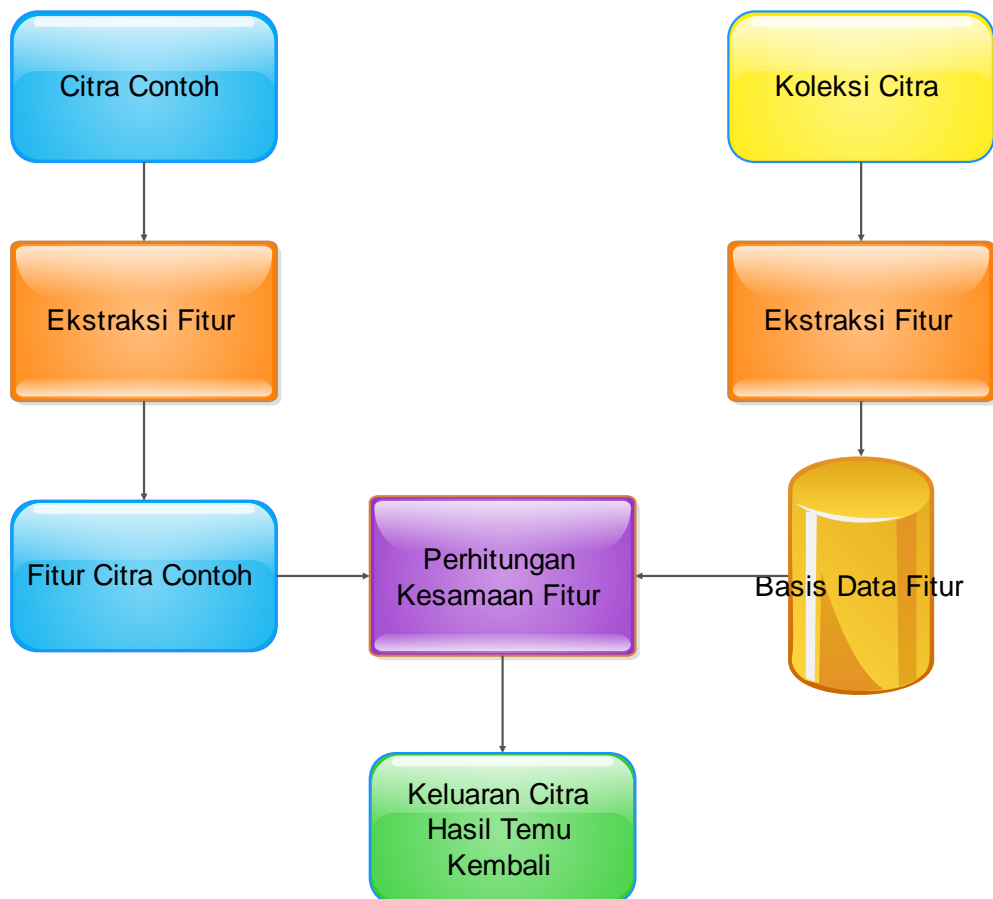 Citra Contoh
Koleksi Citra
Ekstraksi Fitur
Ekstraksi Fitur
Fitur Citra Contoh
Perhitungan
Kesamaan Fitur
Basis Data Fitur
Keluaran Citra
Hasil Temu
Kembali